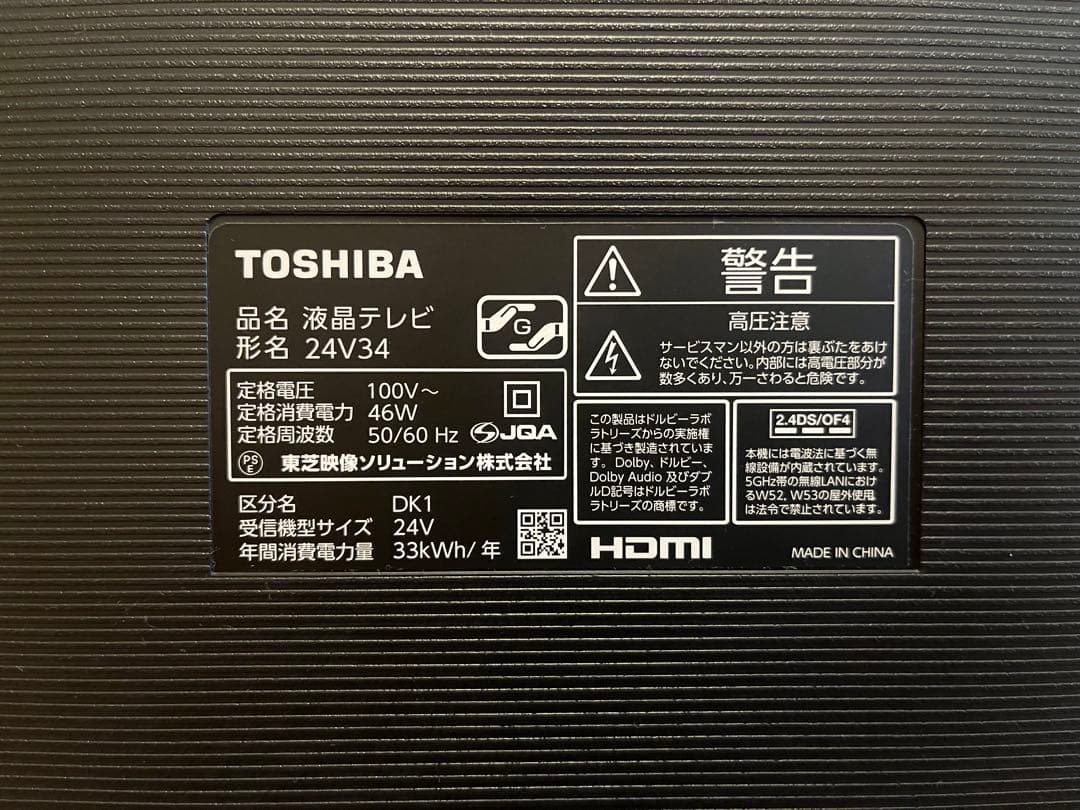 TOSHIBA
品名 液晶テレビ
形名 24V34
G
定格電圧 100V～
定格消費電力 46W
定格周波数 50/60 Hz
JQA
PS
E
東芝映像ソリューション株式会社
区分名 DK1
受信機型サイズ 24V
年間消費電力量 33kWh/年
警告
高圧注意
サービスマン以外の方は裏ぶたをあけ
ないでください。内部には高電圧部分が
数多くあり、万一さわると危険です。
この製品はドルビーラボ
ラトリーズからの実施権
に基づき製造されていま
す。Dolby、ドルビー、
Dolby Audio 及びダブ
ルD記号はドルビーラボ
ラトリーズの商標です。
2.4DS/OF4
本機には電波法に基づく無
線設備が内蔵されています。
5GHz帯の無線LANにおけ
るW52, W53の屋外使用
は法令で禁止されています。
HDMI
MADE IN CHINA